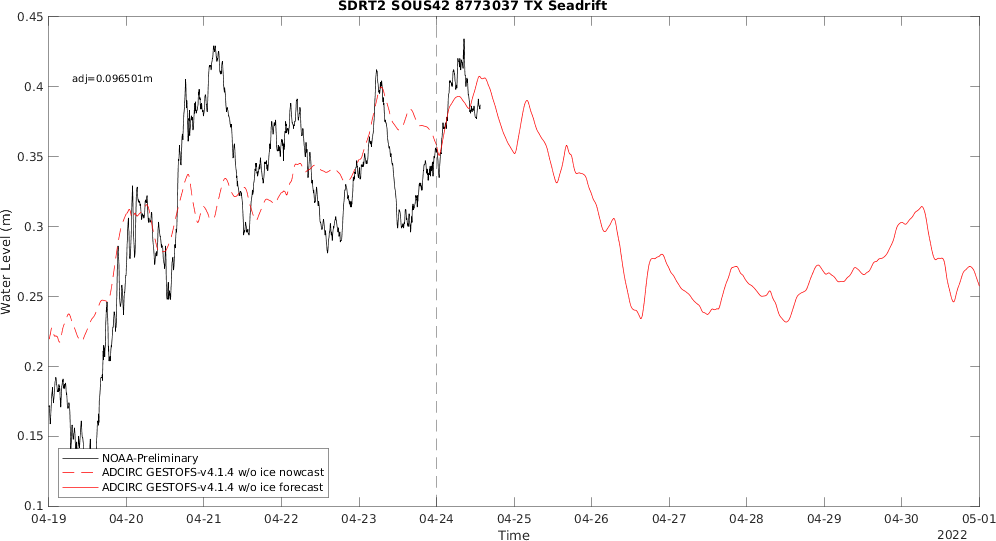 SDRT2 SOUS42 8773037 TX Seadrift
0.45
0.4
0.35
0.3
0.25
0.2
0.15
0.1
Water Level (m)
adj=0.096501m
NOAA-Preliminary
ADCIRC GESTOFS-v4.1.4 w/o ice nowcast
ADCIRC GESTOFS-v4.1.4 w/o ice forecast
04-19 04-20 04-21 04-22 04-23 04-24 04-25 04-26 04-27 04-28 04-29 04-30 05-01
Time
2022